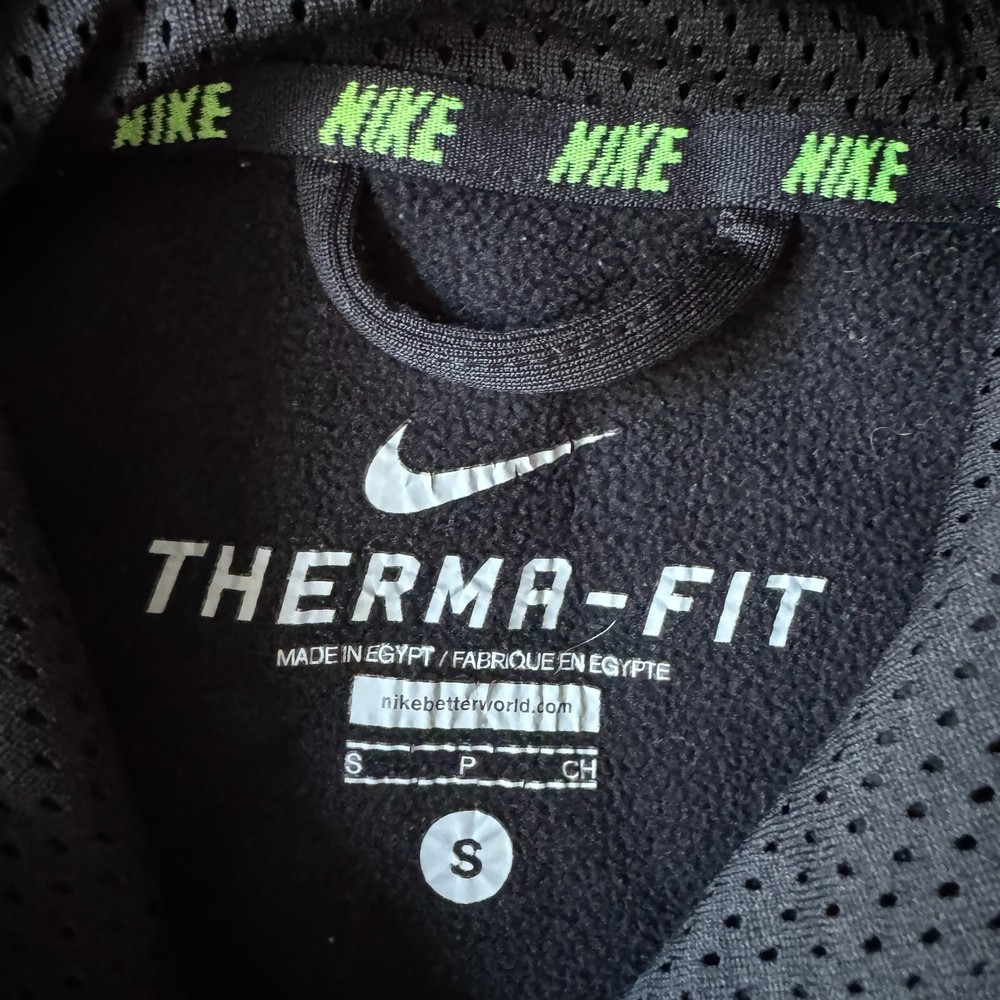 NIKE NIKE NIKE NIKE
THERMA-FIT
MADE IN EGYPT / FABRIQUE EN EGYPTE
nikebetterworld.com
S P CH
S